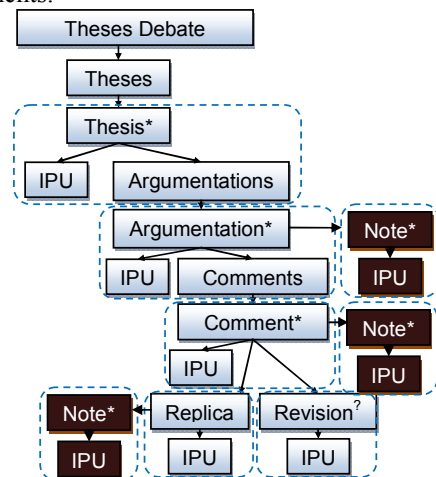 Theses Debate
Theses
Thesis*
IPU
Argumentations
Argumentation*
Note*
IPU
Comments
IPU
Comment*
Note*
IPU
IPU
Note*
Replica
Revision?
IPU
IPU
IPU